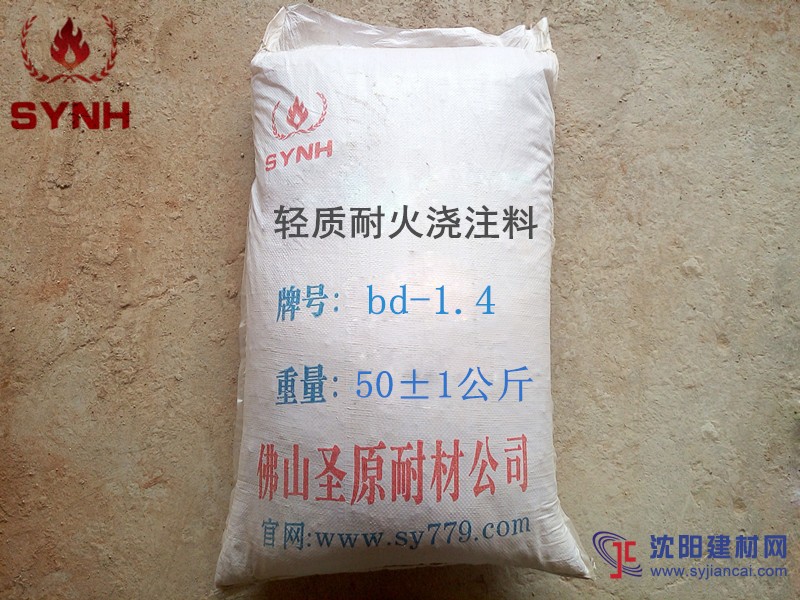 SYNH
SYNH
轻质耐火浇注料
牌号: bd-1.4
重量: 50±1公斤
佛山圣原耐材公司
官网:www.sy779.com
JC 沈阳建材网
www.syjiancai.com